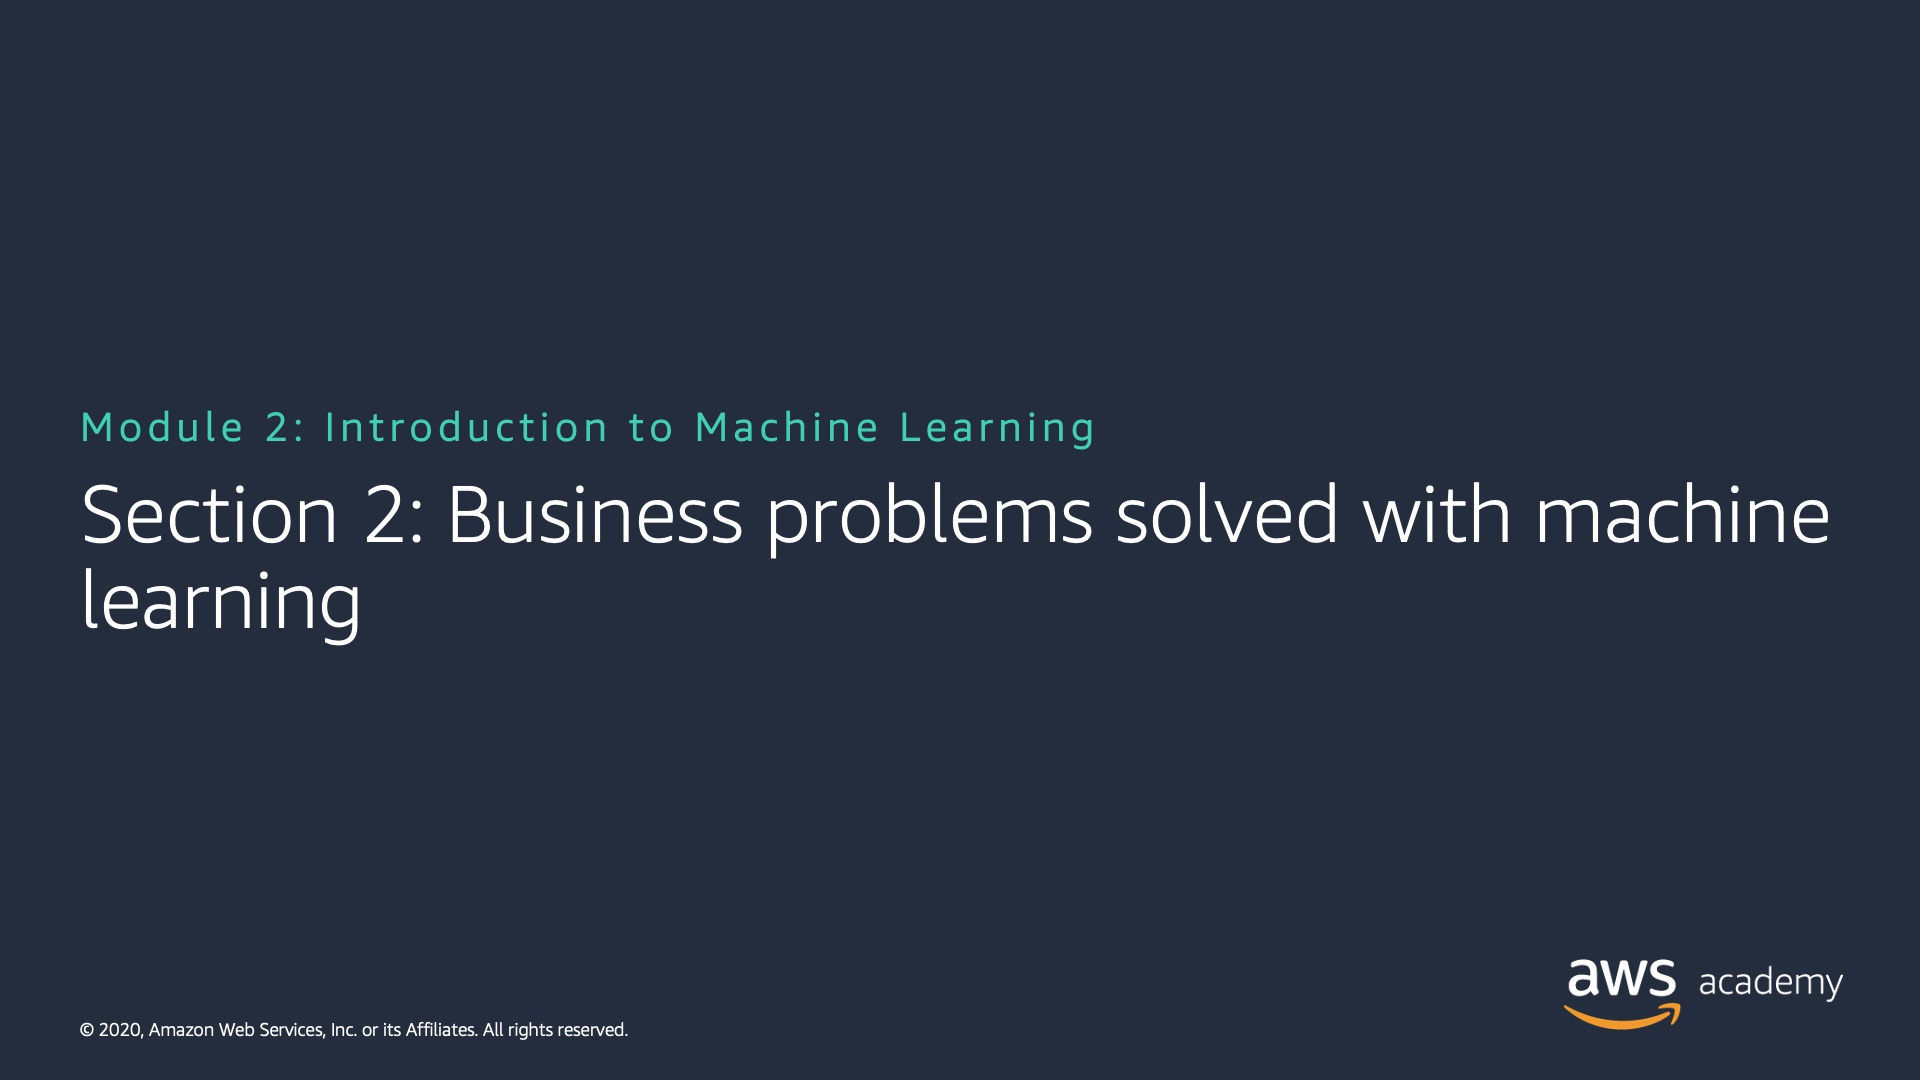 Module 2: Introduction to Machine Learning
Section 2: Business problems solved with machine
learning
aws academy
© 2020, Amazon Web Services, Inc. or its Affiliates. All rights reserved.